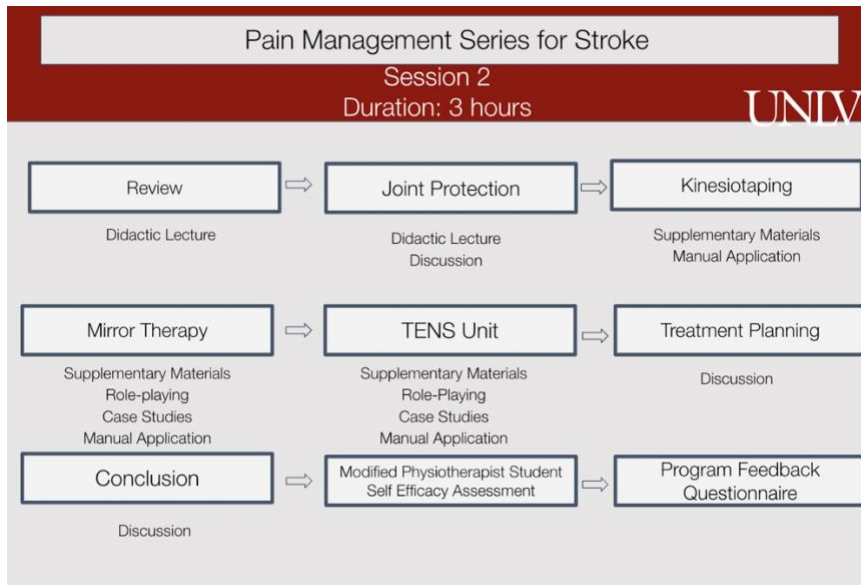 Pain Management Series for Stroke
Session 2
Duration: 3 hours
UNLV
Review
Didactic Lecture
Joint Protection
Didactic Lecture
Discussion
Kinesiotaping
Supplementary Materials
Manual Application
Mirror Therapy
Supplementary Materials
Role-playing
Case Studies
Manual Application
TENS Unit
Supplementary Materials
Role-Playing
Case Studies
Manual Application
Treatment Planning
Discussion
Conclusion
Discussion
Modified Physiotherapist Student
Self Efficacy Assessment
Program Feedback
Questionnaire